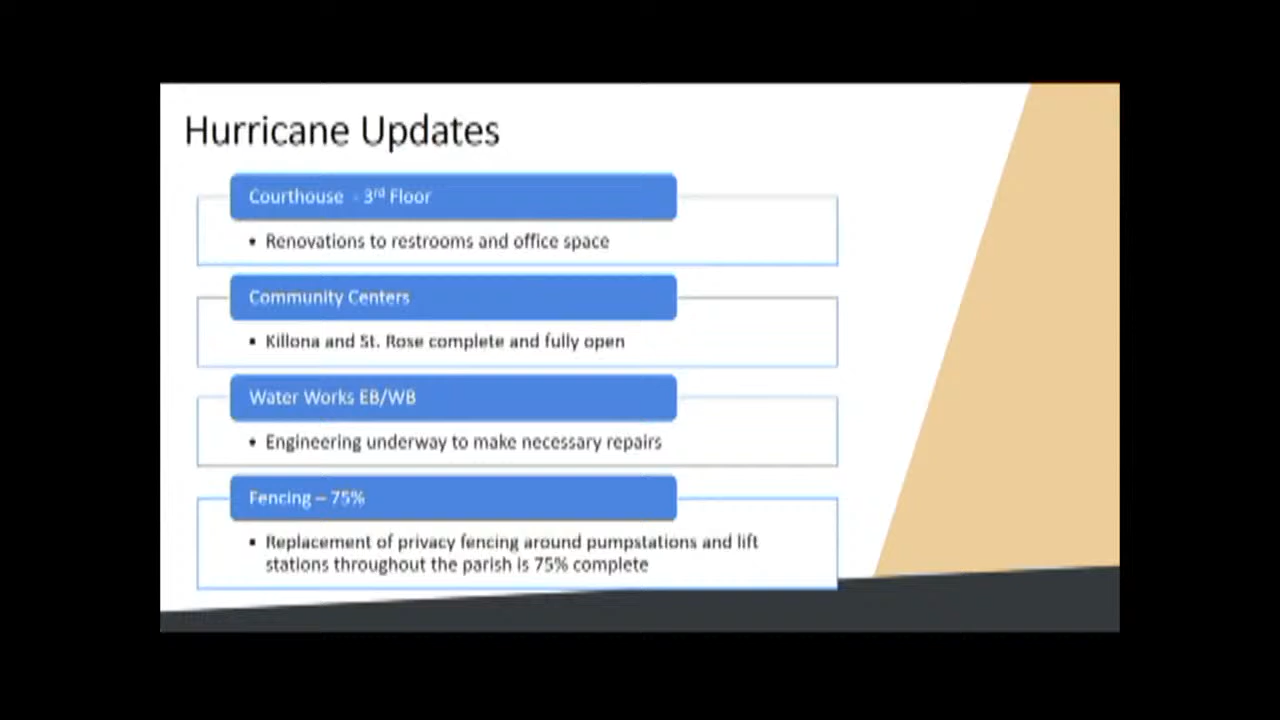 Hurricane Updates
Courthouse - 3rd Floor
• Renovations to restrooms and office space
Community Centers
• Killona and St. Rose complete and fully open
Water Works EB/WB
• Engineering underway to make necessary repairs
Fencing – 75%
• Replacement of privacy fencing around pumpstations and lift
stations throughout the parish is 75% complete